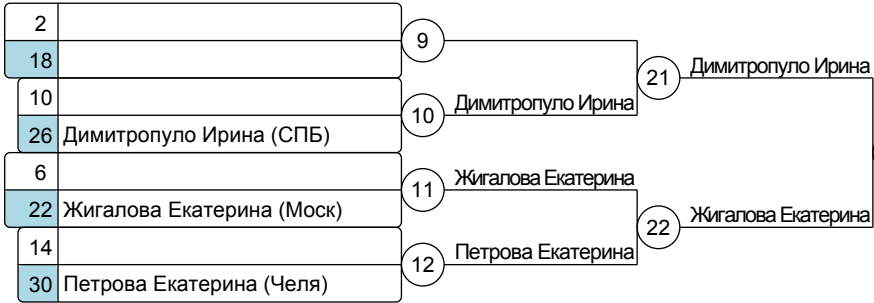 2
9
18
Димитропуло Ирина
21
10
Димитропуло Ирина
10
26 Димитропуло Ирина (СПБ)
6
Жигалова Екатерина
11
22 Жигалова Екатерина (Моск)
Жигалова Екатерина
22
14
Петрова Екатерина
12
30 Петрова Екатерина (Челя)